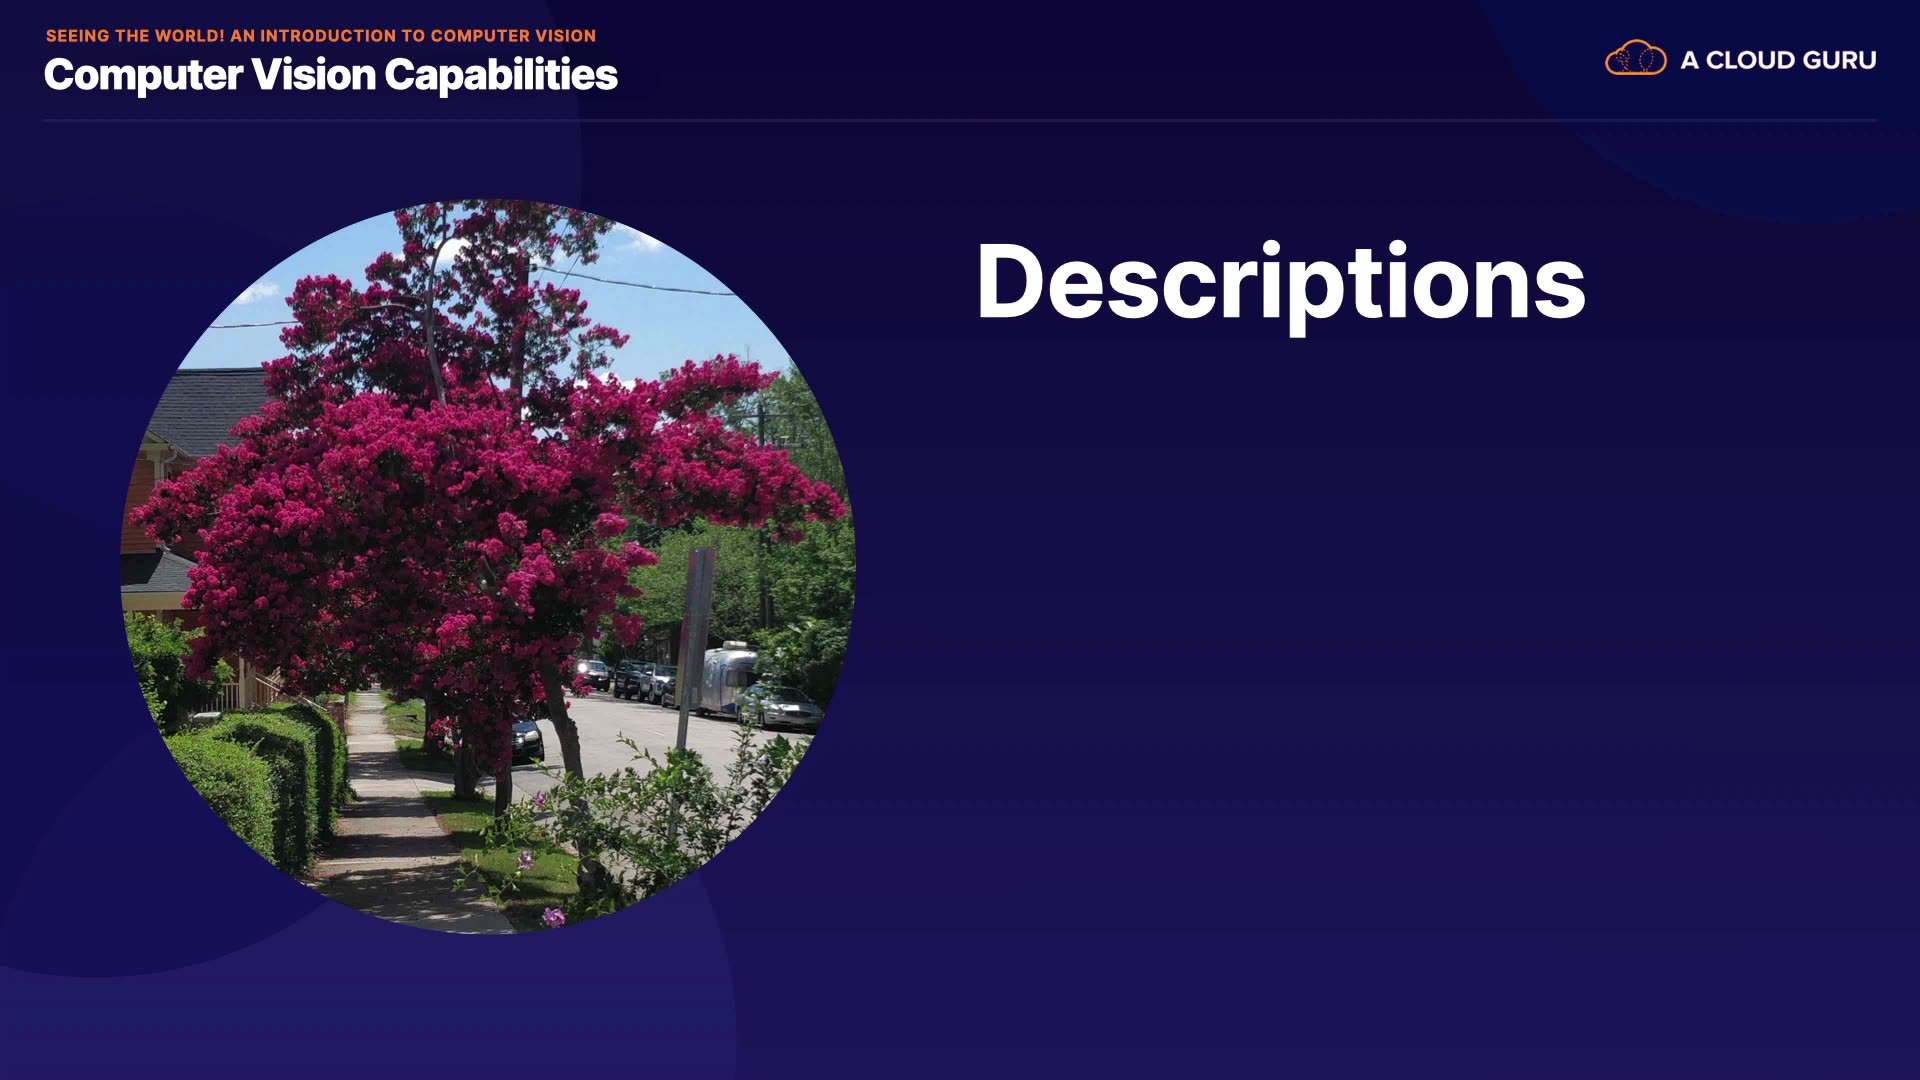 SEEING THE WORLD! AN INTRODUCTION TO COMPUTER VISION
Computer Vision Capabilities
A CLOUD GURU
Descriptions